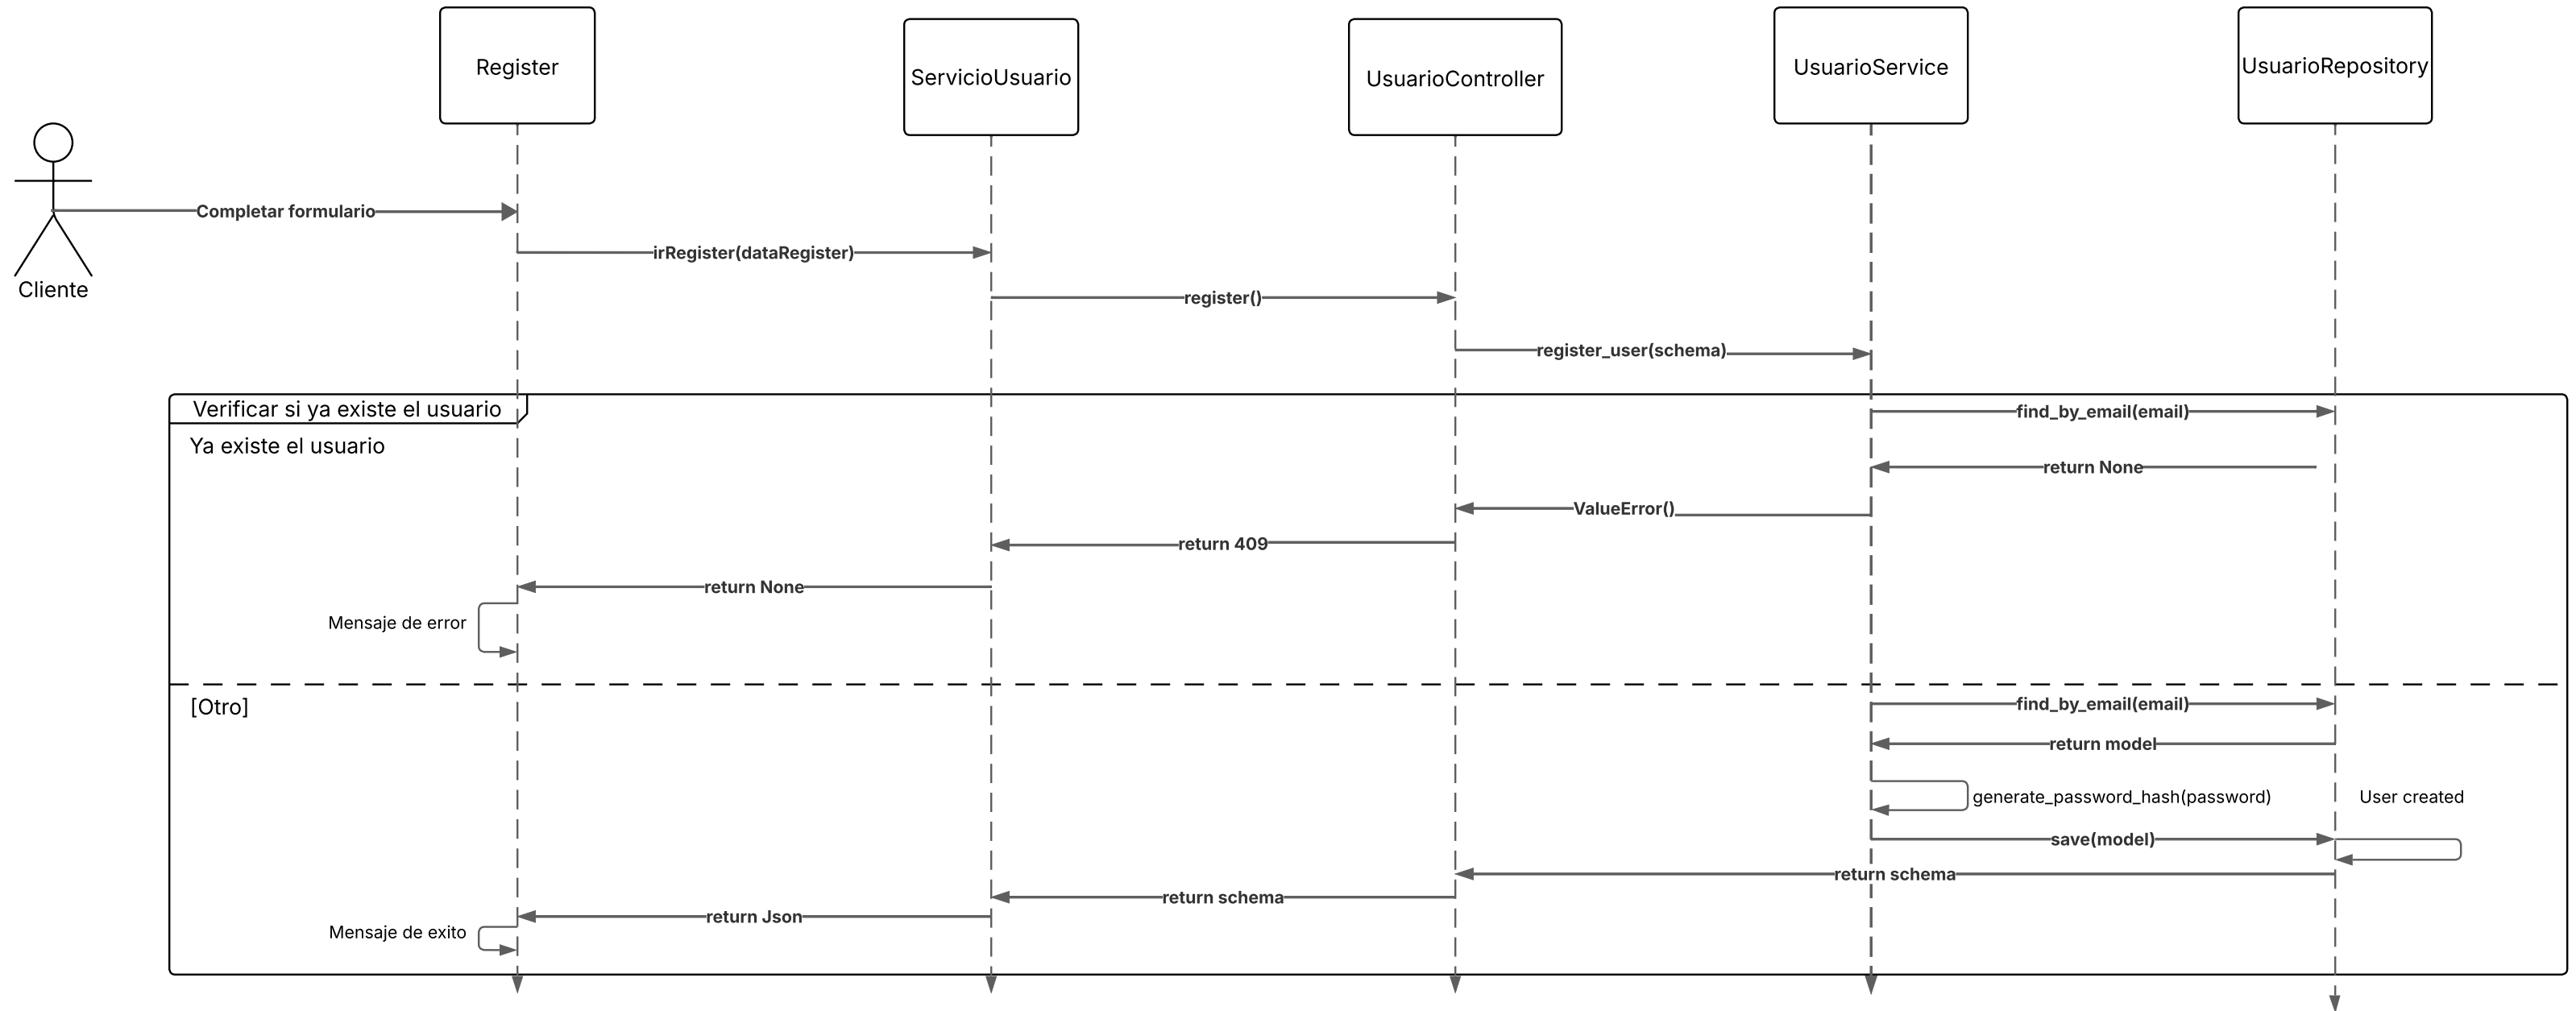 Register
ServicioUsuario
UsuarioController
UsuarioService
UsuarioRepository
Cliente
Completar formulario
irRegister(dataRegister)
register()
register_user(schema)
Verificar si ya existe el usuario
find_by_email(email)
Ya existe el usuario
return None
ValueError()
return 409
return None
Mensaje de error
[Otro]
find_by_email(email)
return model
generate_password_hash(password)
User created
save(model)
return schema
return schema
return Json
Mensaje de exito